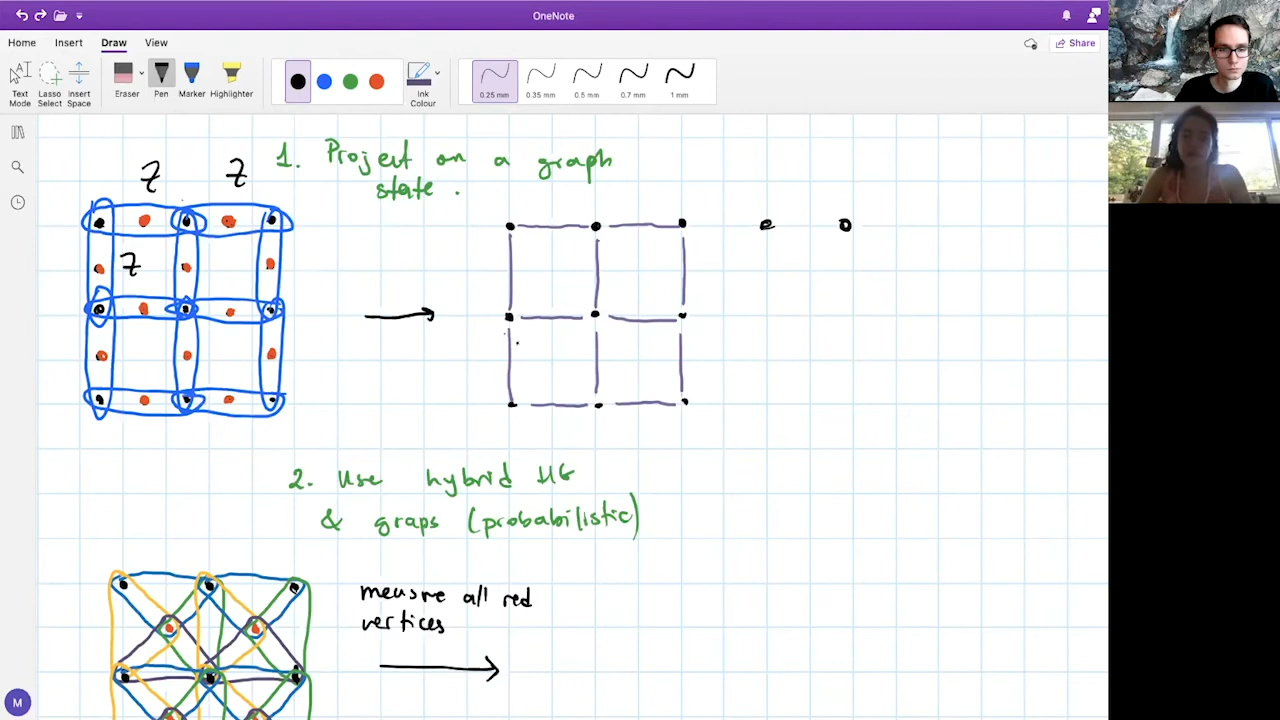 OneNote
Home Insert Draw View
Share
Text Mode
Lasso Select
Insert Space
Eraser
Pen
Marker
Highlighter
Ink Colour
0.25 mm
0.35 mm
0.5 mm
0.7 mm
1 mm
Z Z
1. Project on a graph
state.
Z
2. Use hybrid HG
& graps (probabilistic)
measure all red
vertices
M